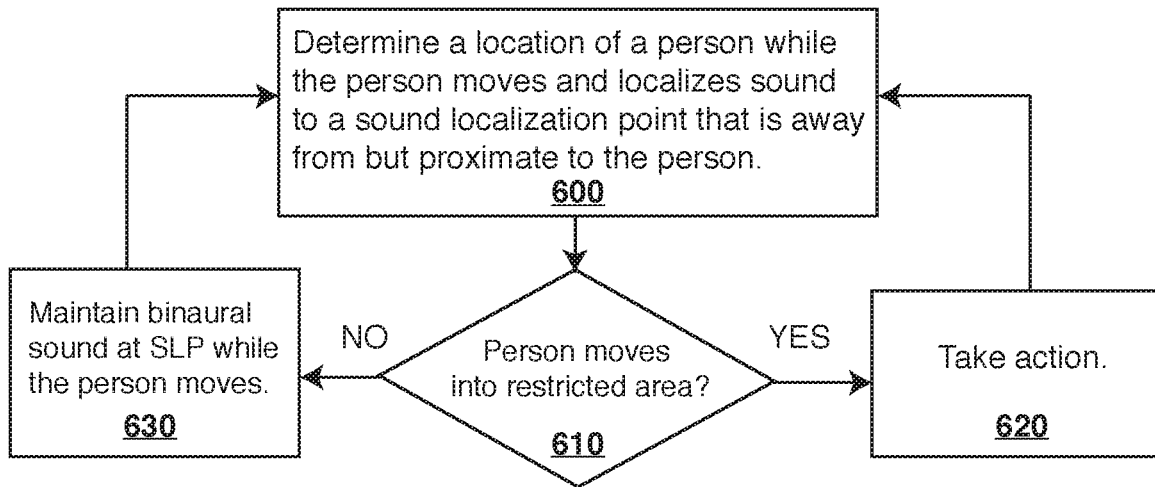 Determine a location of a person while
the person moves and localizes sound
to a sound localization point that is away
from but proximate to the person.
600
Maintain binaural
sound at SLP while
the person moves.
630
NO
Person moves
into restricted area?
610
YES
Take action.
620